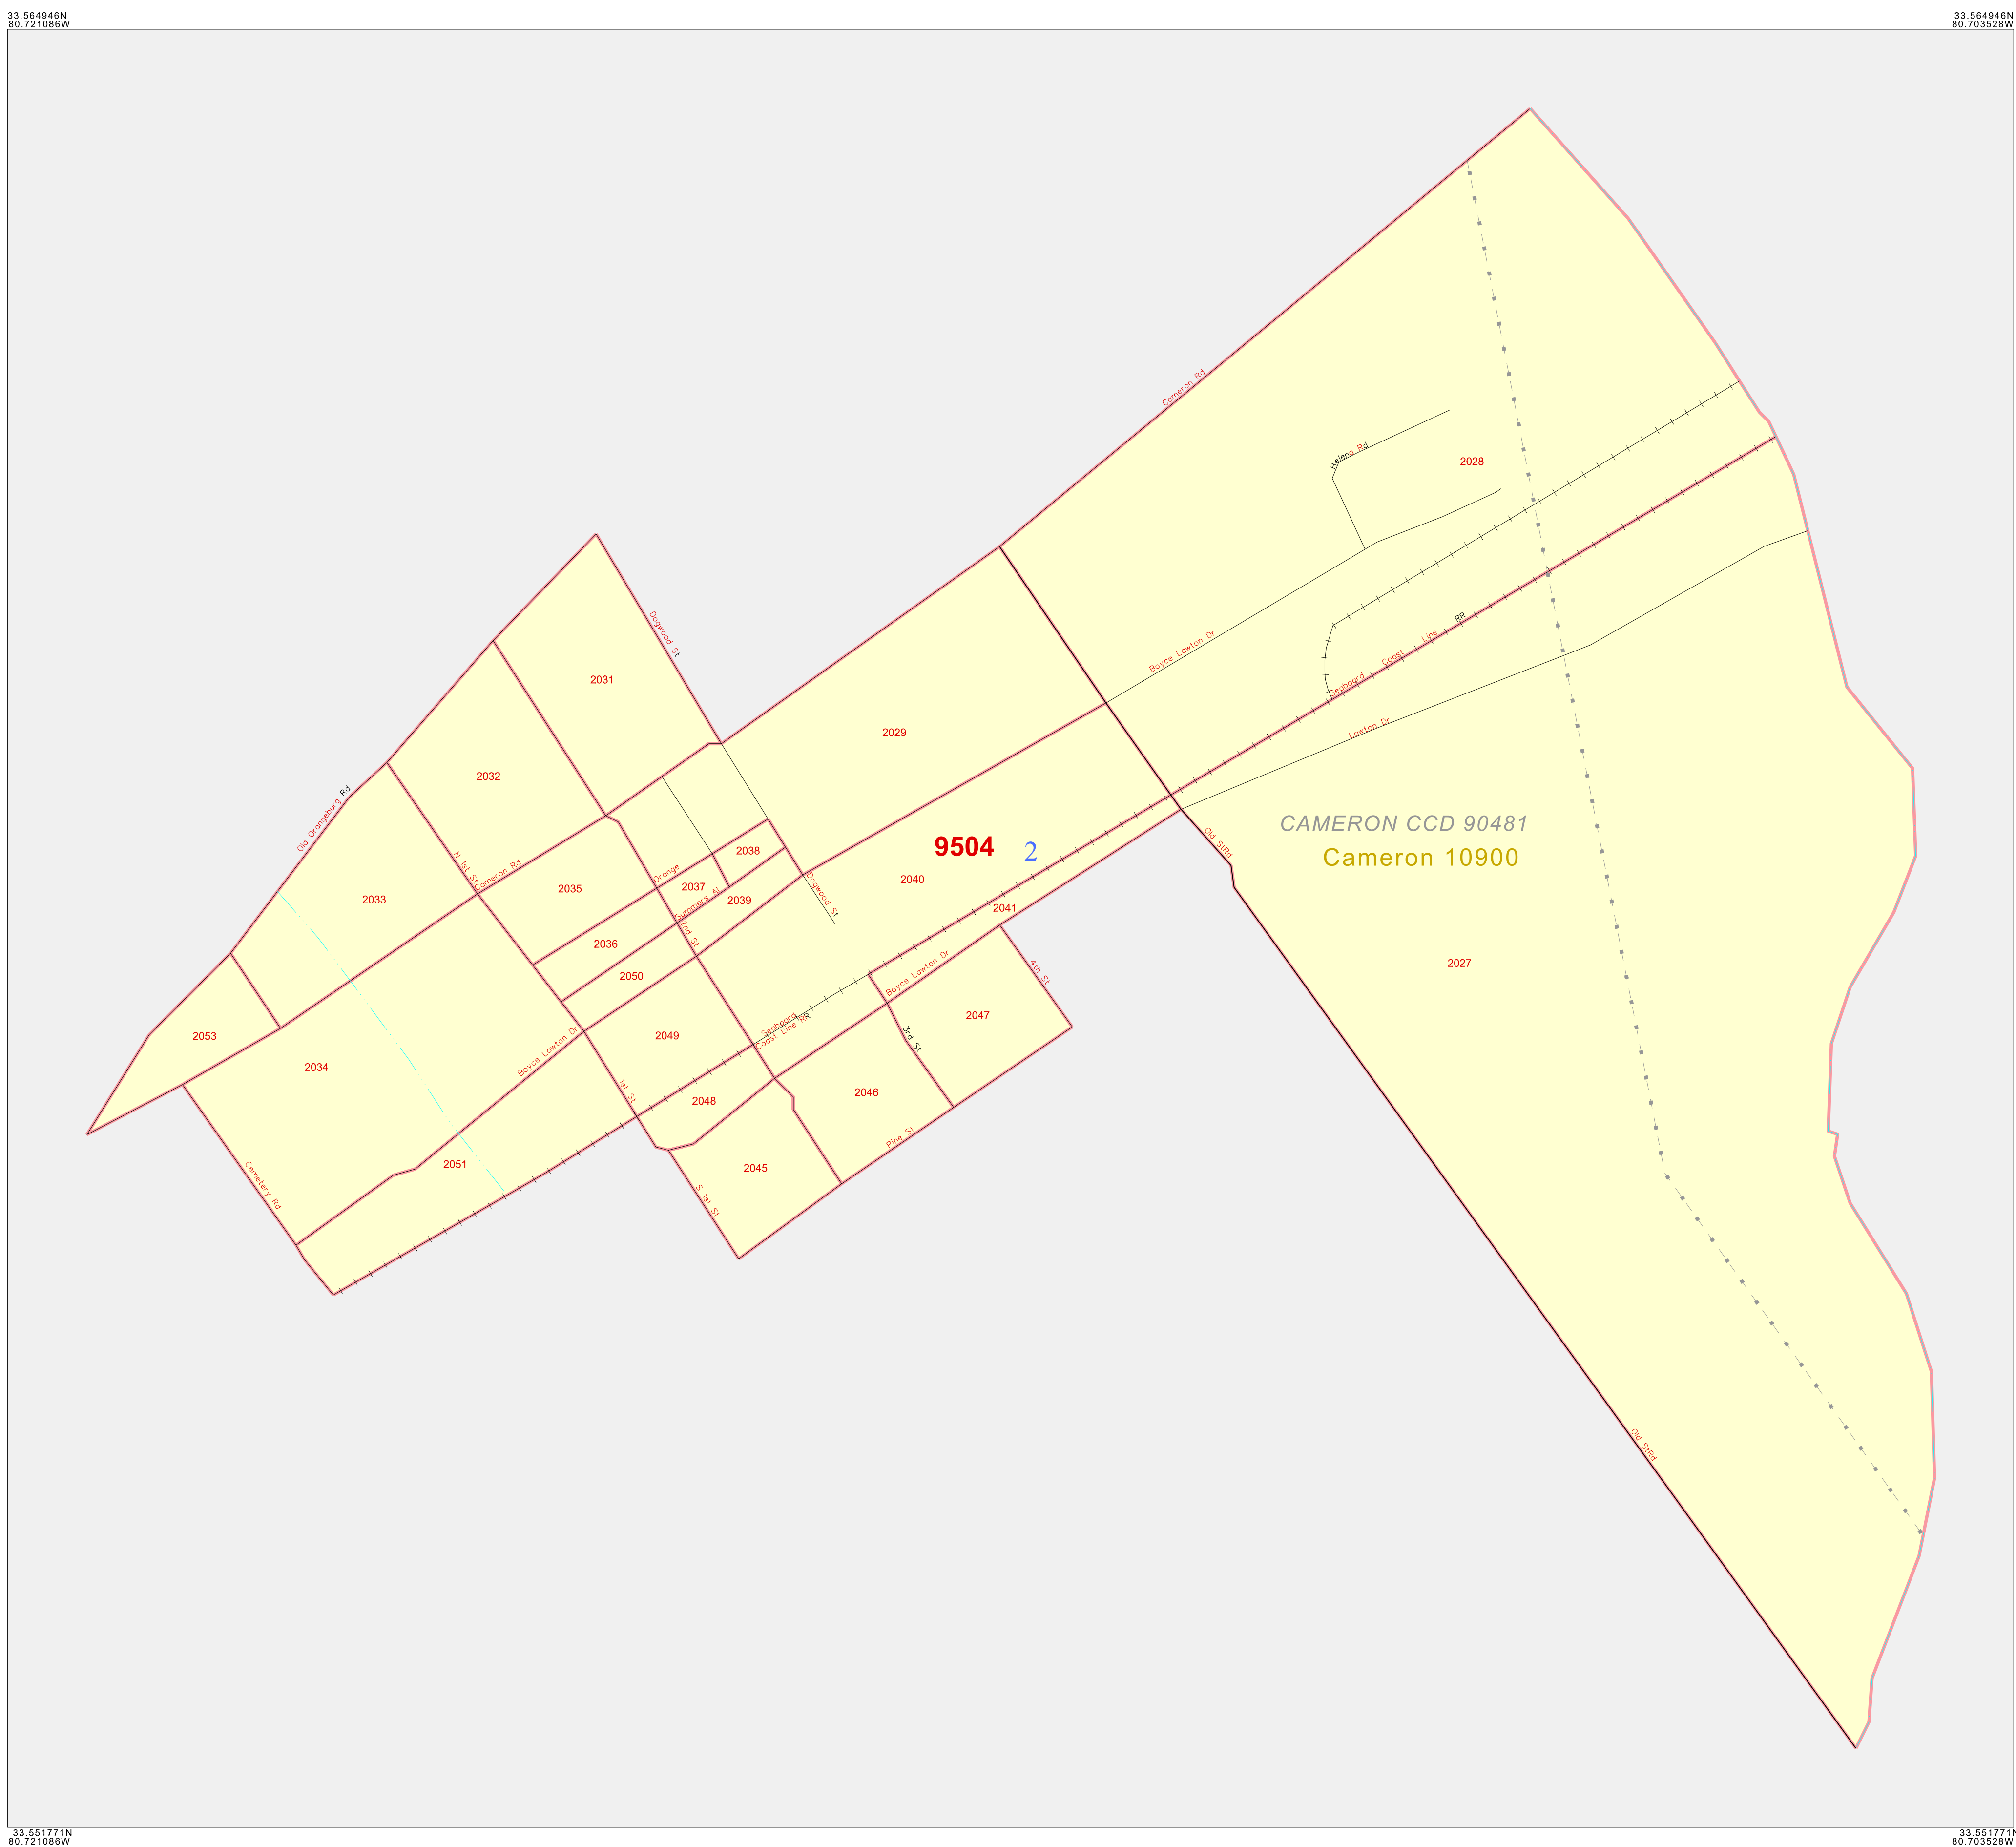 33.564946N
80.721086W
33.564946N
80.703528W
Cameron Rd
Helena Rd
2028
Dogwood St
Boyce Lawton Dr
Seaboard Coast Line RR
2031
Lawton Dr
2029
2032
Old Orangeburg Rd
CAMERON CCD 90481
Cameron 10900
Old StRd
9504
2
2038
N 1st St
Cameron Rd
Orange
2035
2037
2040
Summers Al
2039
Dogwood St
2033
2041
2nd St
2036
2027
Boyce Lawton Dr
4th St
2050
Seaboard
Coast Line RR
2047
2053
2049
3rd St
2034
Boyce Lawton Dr
1st St
2046
2048
Pine St
2051
2045
Cemetery Rd
S 1st St
Old StRd
33.551771N
80.721086W
33.551771N
80.703528W